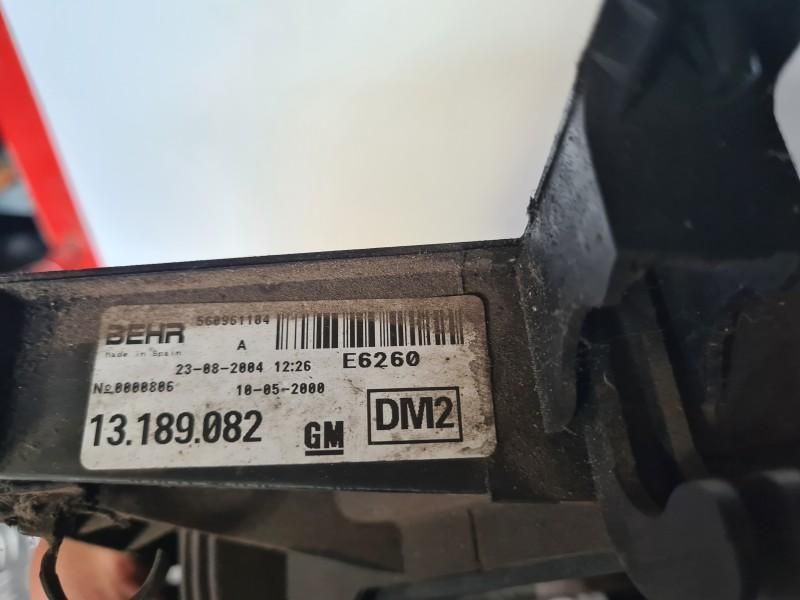 BEHR 560961104
Made in Spain A
23-08-2004 12:26 E6260
No0000806 10-05-2000
13.189.082 GM DM2